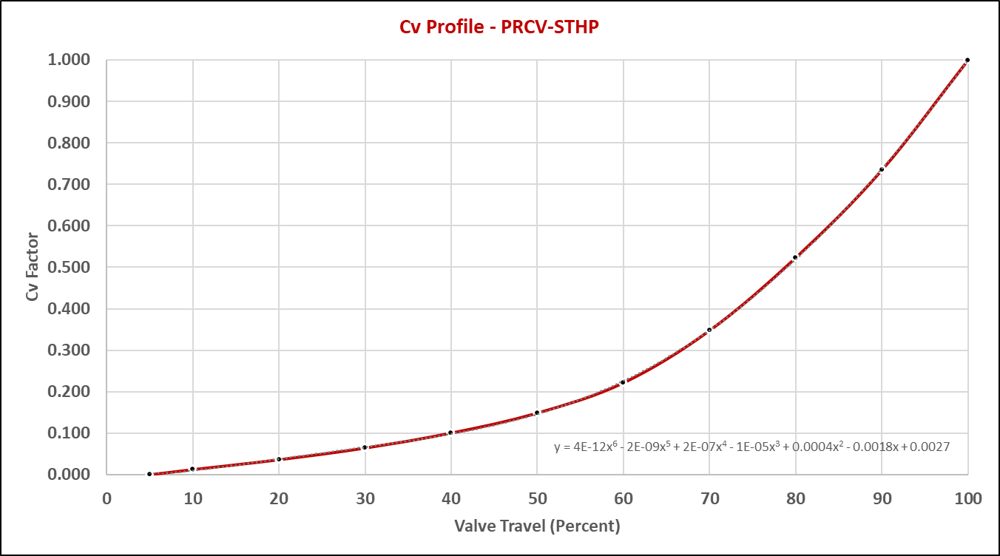 Cv Profile - PRCV-STHP
1.000
0.900
0.800
0.700
0.600
0.500
0.400
0.300
0.200
0.100
0.000
Cv Factor
y = 4E-12x⁶ - 2E-09x⁵ + 2E-07x⁴ - 1E-05x³ + 0.0004x² - 0.0018x + 0.0027
0 10 20 30 40 50 60 70 80 90 100
Valve Travel (Percent)